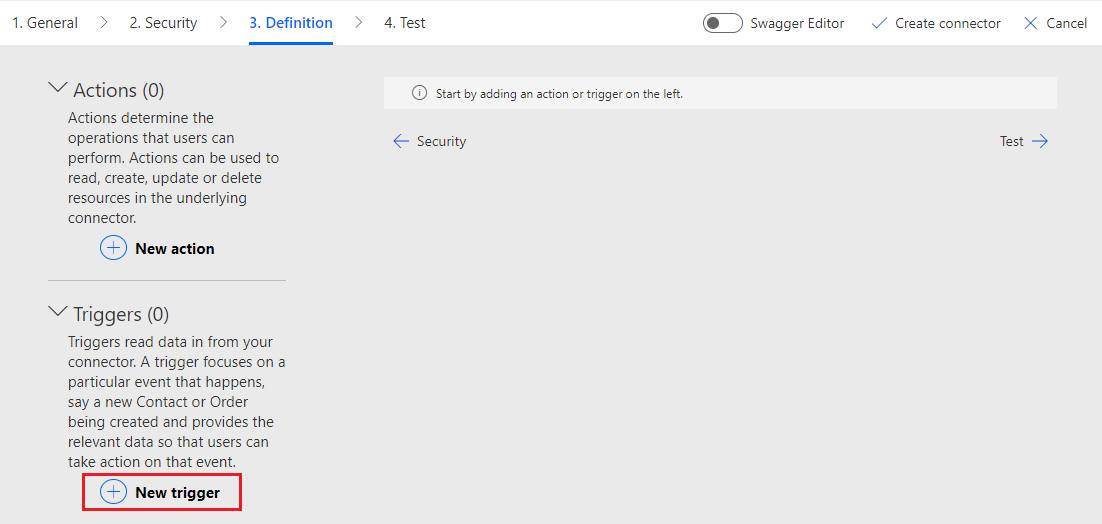 1. General 2. Security 3. Definition 4. Test Swagger Editor Create connector Cancel
Actions (0)
Actions determine the
operations that users can
perform. Actions can be used to
read, create, update or delete
resources in the underlying
connector.
New action
Triggers (0)
Triggers read data in from your
connector. A trigger focuses on a
particular event that happens,
say a new Contact or Order
being created and provides the
relevant data so that users can
take action on that event.
New trigger
Start by adding an action or trigger on the left.
Security Test